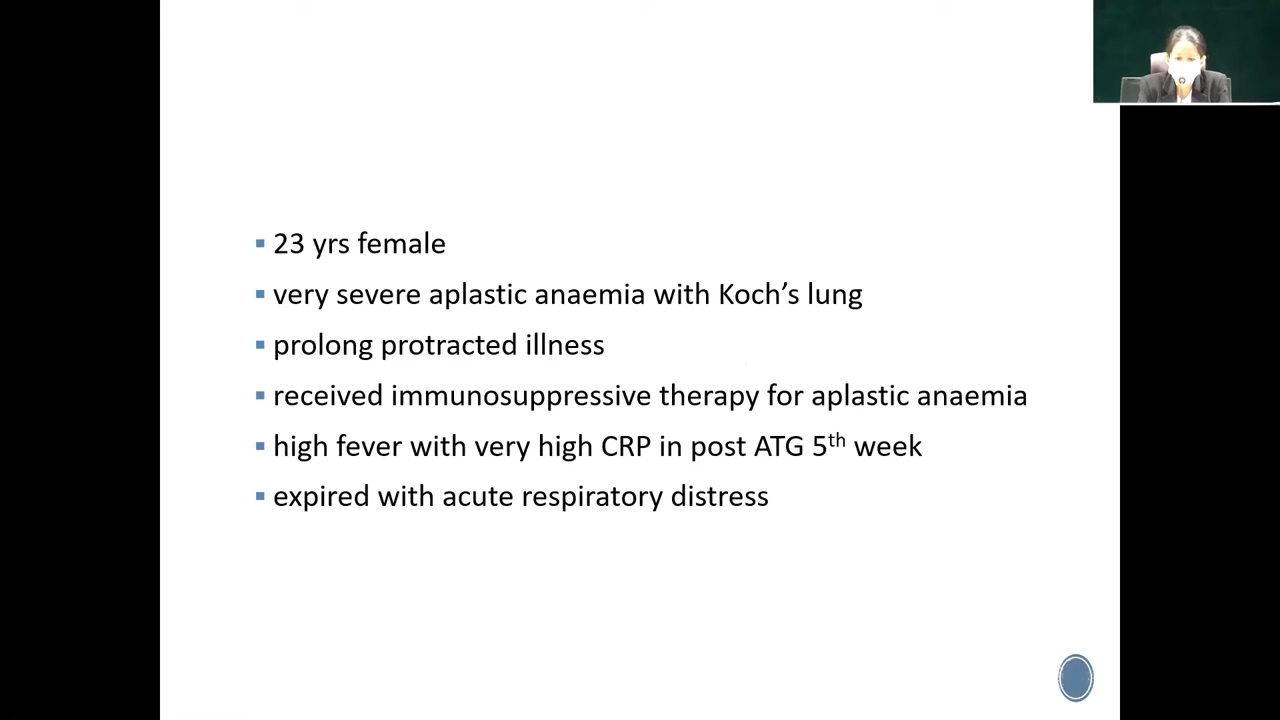 23 yrs female
very severe aplastic anaemia with Koch’s lung
prolong protracted illness
received immunosuppressive therapy for aplastic anaemia
high fever with very high CRP in post ATG 5th week
expired with acute respiratory distress